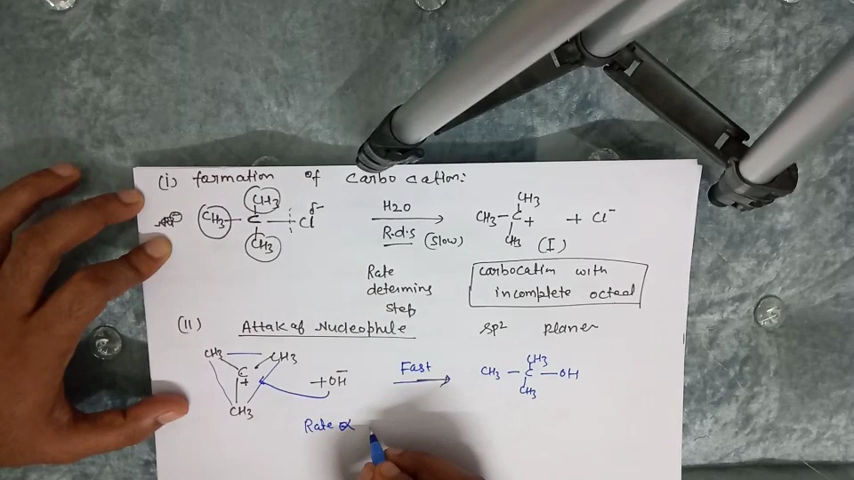 (i) formation of Carbo cation:
CH3
CH3 - C - Cl δ-
CH3
H2O
R.d.s (slow)
CH3
CH3 - C + + Cl-
CH3 (I)
Rate
determins
step
carbocation with
incomplete octeal
sp2 planer
(II) Attak of Nucleophile
CH3 CH3
C
+
CH3
+ OH-
Fast
CH3
CH3 - C - OH
CH3
Rate ∝